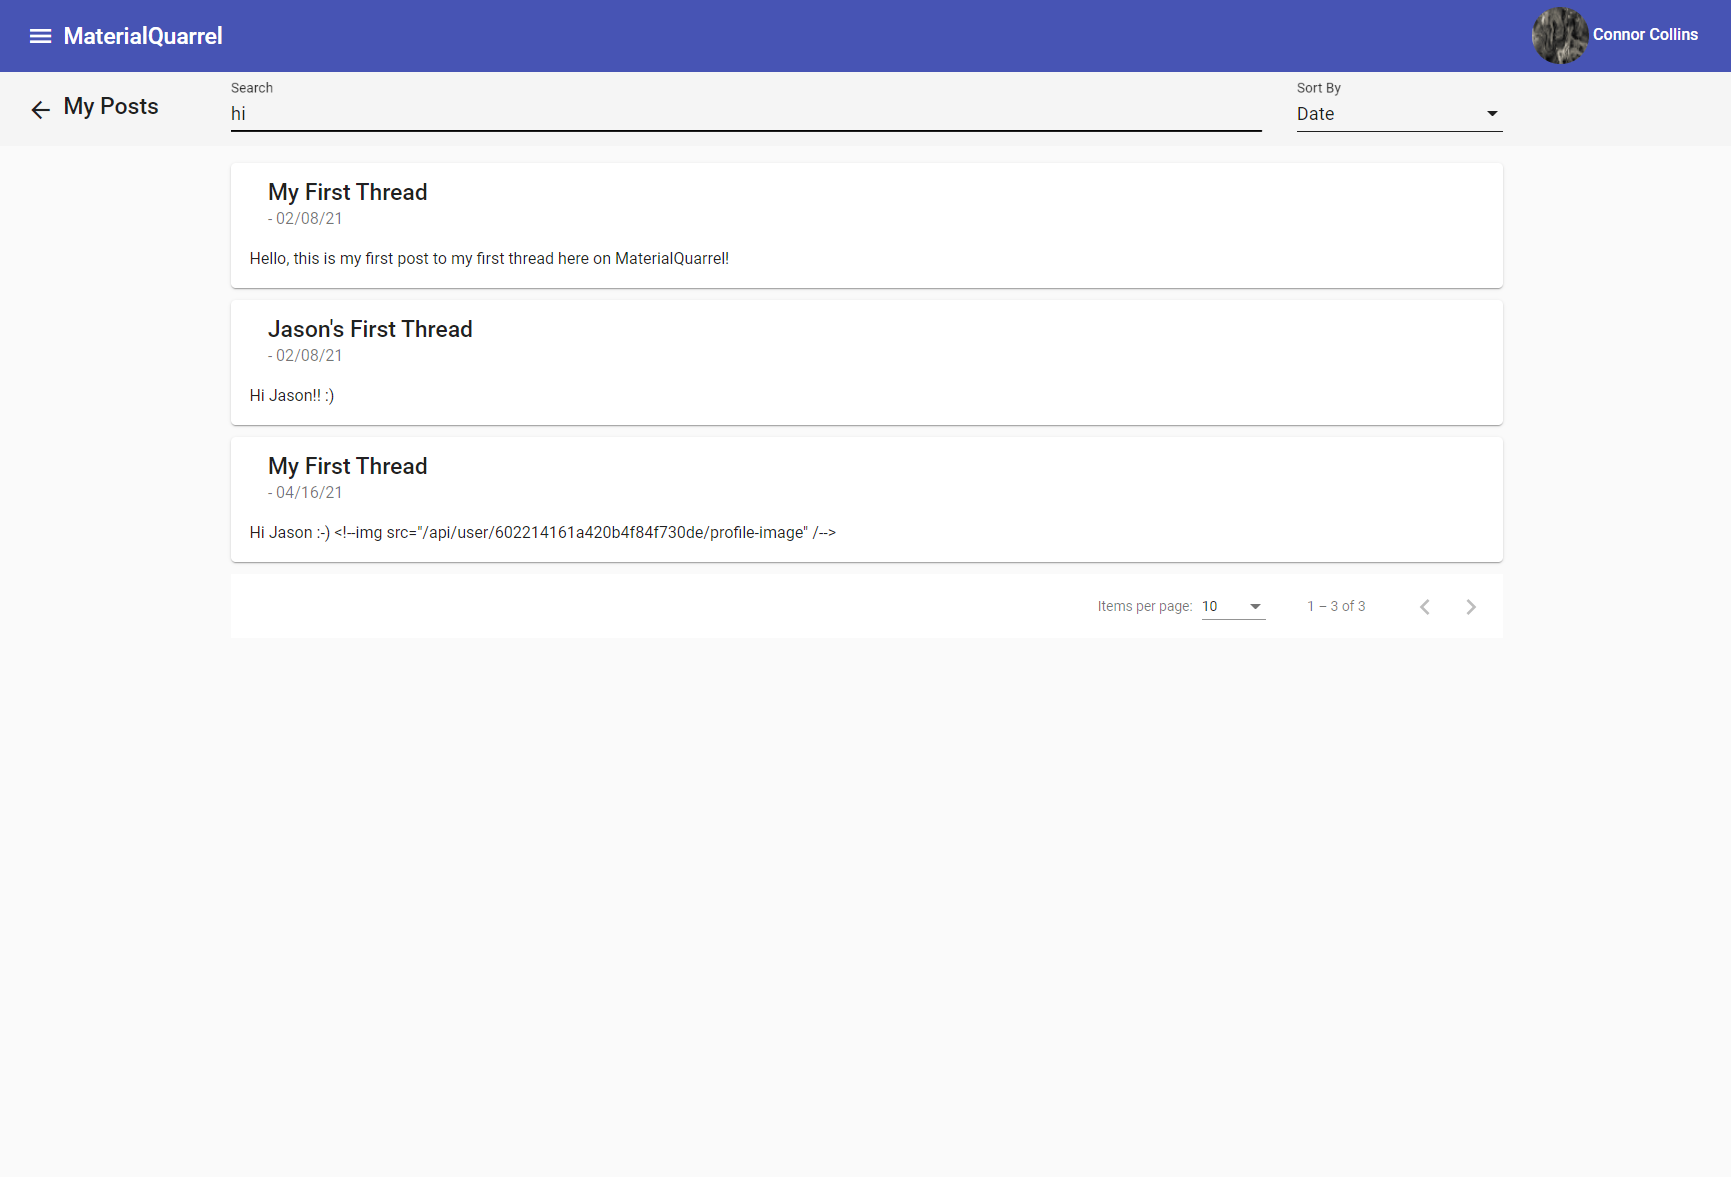 MaterialQuarrel
Connor Collins
My Posts
Search
hi
Sort By
Date
My First Thread
- 02/08/21
Hello, this is my first post to my first thread here on MaterialQuarrel!
Jason's First Thread
- 02/08/21
Hi Jason!! :)
My First Thread
- 04/16/21
Hi Jason :-) <!--img src="/api/user/602214161a420b4f84f730de/profile-image" /-->
Items per page: 10
1 – 3 of 3